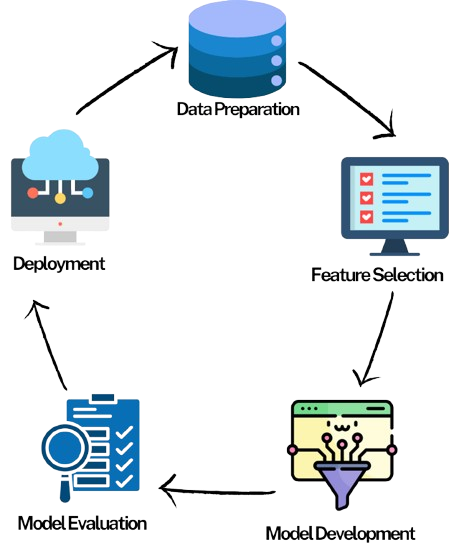 Data Preparation
Feature Selection
Model Development
Model Evaluation
Deployment